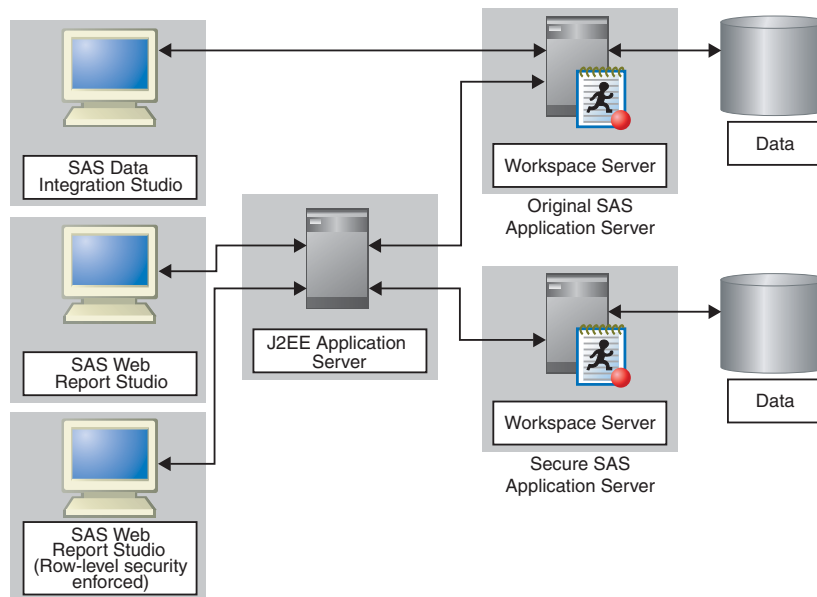 SAS Data
Integration Studio
Workspace Server
Data
Original SAS
Application Server
SAS Web
Report Studio
J2EE Application
Server
Workspace Server
Data
Secure SAS
Application Server
SAS Web
Report Studio
(Row-level security
enforced)